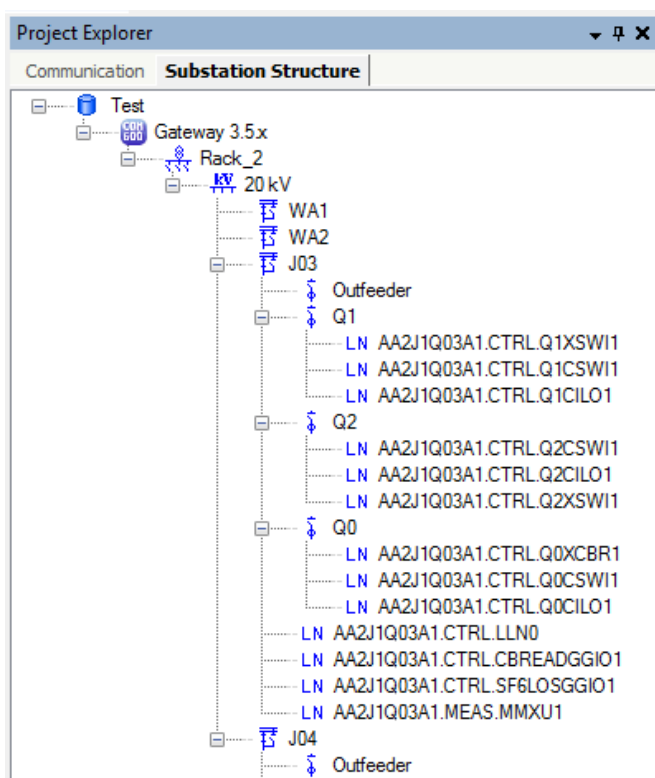 Project Explorer
Communication Substation Structure
Test
COM 600 Gateway 3.5.x
Rack_2
kV 20 kV
WA1
WA2
J03
Outfeeder
Q1
LN AA2J1Q03A1.CTRL.Q1XSWI1
LN AA2J1Q03A1.CTRL.Q1CSWI1
LN AA2J1Q03A1.CTRL.Q1CILO1
Q2
LN AA2J1Q03A1.CTRL.Q2CSWI1
LN AA2J1Q03A1.CTRL.Q2CILO1
LN AA2J1Q03A1.CTRL.Q2XSWI1
Q0
LN AA2J1Q03A1.CTRL.Q0XCBR1
LN AA2J1Q03A1.CTRL.Q0CSWI1
LN AA2J1Q03A1.CTRL.Q0CILO1
LN AA2J1Q03A1.CTRL.LLN0
LN AA2J1Q03A1.CTRL.CBREADGGIO1
LN AA2J1Q03A1.CTRL.SF6LOSGGIO1
LN AA2J1Q03A1.MEAS.MMXU1
J04
Outfeeder